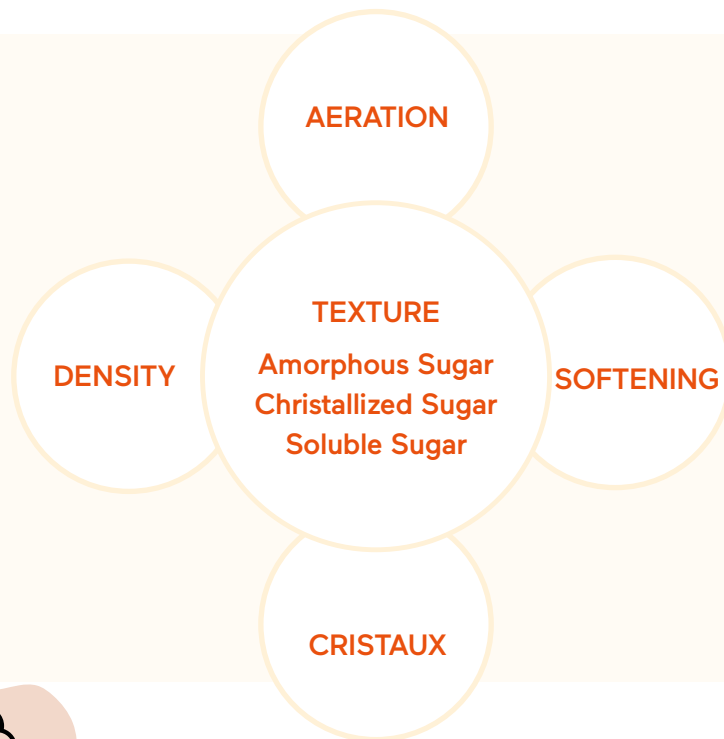 AERATION
TEXTURE
Amorphous Sugar
Christallized Sugar
Soluble Sugar
DENSITY
SOFTENING
CRISTAUX